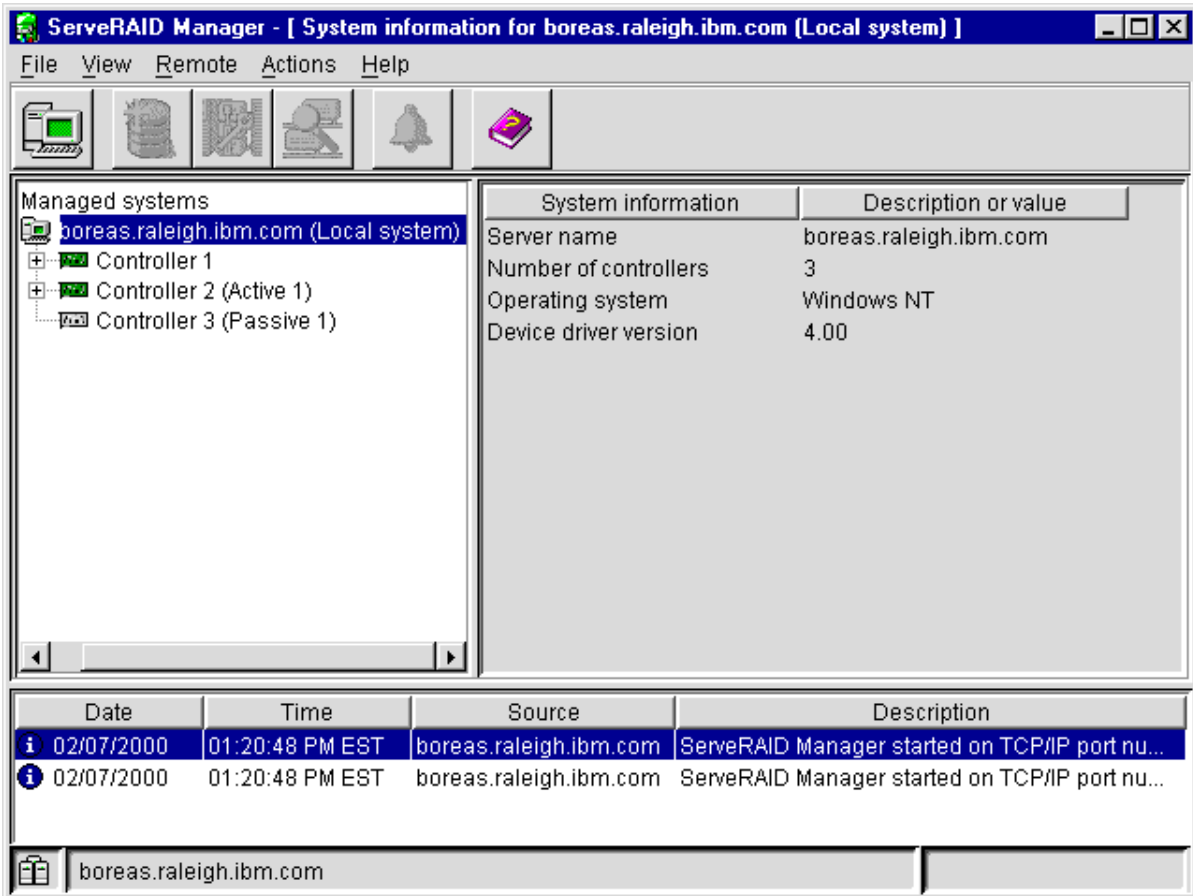 ServeRAID Manager - [ System information for boreas.raleigh.ibm.com (Local system) ]
File View Remote Actions Help
Managed systems
boreas.raleigh.ibm.com (Local system)
Controller 1
Controller 2 (Active 1)
Controller 3 (Passive 1)
System information Description or value
Server name boreas.raleigh.ibm.com
Number of controllers 3
Operating system Windows NT
Device driver version 4.00
Date Time Source Description
02/07/2000 01:20:48 PM EST boreas.raleigh.ibm.com ServeRAID Manager started on TCP/IP port nu...
02/07/2000 01:20:48 PM EST boreas.raleigh.ibm.com ServeRAID Manager started on TCP/IP port nu...
boreas.raleigh.ibm.com